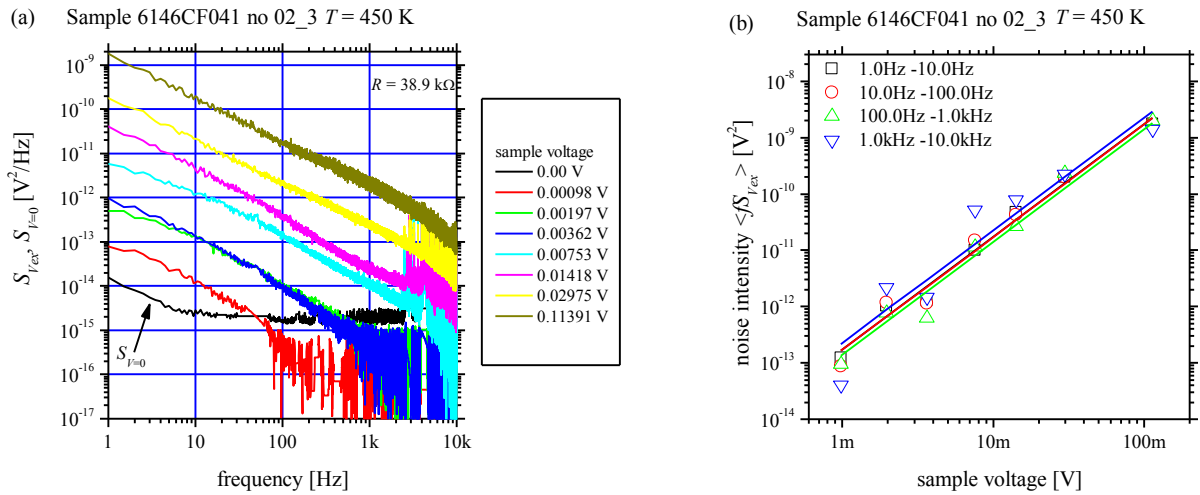 (a) Sample 6146CF041 no 02_3 T = 450 K
S_Vex, S_V=0 [V²/Hz]
10⁻⁹
10⁻¹⁰
10⁻¹¹
10⁻¹²
10⁻¹³
10⁻¹⁴
10⁻¹⁵
10⁻¹⁶
10⁻¹⁷
R = 38.9 kΩ
S_V=0
1 10 100 1k 10k
frequency [Hz]
sample voltage
0.00 V
0.00098 V
0.00197 V
0.00362 V
0.00753 V
0.01418 V
0.02975 V
0.11391 V
(b) Sample 6146CF041 no 02_3 T = 450 K
noise intensity <fS_Vex> [V²]
10⁻⁸
10⁻⁹
10⁻¹⁰
10⁻¹¹
10⁻¹²
10⁻¹³
10⁻¹⁴
1.0Hz -10.0Hz
10.0Hz -100.0Hz
100.0Hz -1.0kHz
1.0kHz -10.0kHz
1m 10m 100m
sample voltage [V]